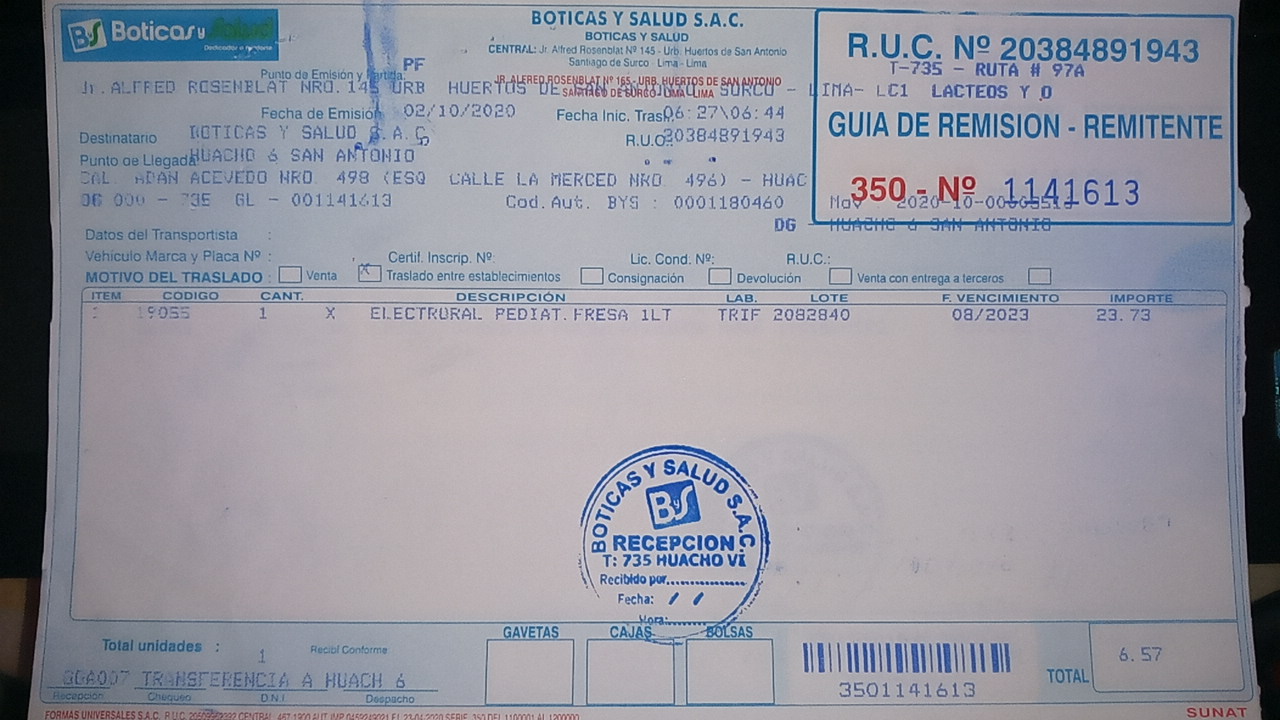 BS Boticas y Salud
BOTICAS Y SALUD S.A.C.
BOTICAS Y SALUD
CENTRAL: Jr. Alfred Rosenblat Nº 145 - Urb. Huertos de San Antonio
Santiago de Surco - Lima - Lima
JR. ALFRED ROSENBLAT Nº 165 - URB. HUERTOS DE SAN ANTONIO
SANTIAGO DE SURCO - LIMA - LIMA
R.U.C. Nº 20384891943
T-735 - RUTA # 97A
LC1 LACTEOS Y O
GUIA DE REMISION - REMITENTE
350 - Nº 1141613
PF
Punto de Emisión y Partida:
Jr. ALFRED ROSENBLAT NRO. 145 URB HUERTOS DE SAN ANTONIO - SURCO - LIMA-
Fecha de Emisión 02/10/2020 Fecha Inic. Trasl. 06:27\06:44
Destinatario BOTICAS Y SALUD S.A.C. R.U.C. 20384891943
Punto de Llegada HUACHO 6 SAN ANTONIO
CAL. ADAN ACEVEDO NRO. 498 (ESQ CALLE LA MERCED NRO. 496) - HUAC
DG 000 - 735 GL - 001141613 Cod.Aut. BYS : 0001180460
DG - HUACHO 6 SAN ANTONIO
Datos del Transportista :
Vehículo Marca y Placa Nº : Certif. Inscrip. Nº: Lic. Cond. Nº: R.U.C.:
MOTIVO DEL TRASLADO : Venta X Traslado entre establecimientos Consignación Devolución Venta con entrega a terceros
ITEM CODIGO CANT. DESCRIPCIÓN LAB. LOTE F. VENCIMIENTO IMPORTE
19055 1 X ELECTRORAL PEDIAT.FRESA 1LT TRIF 2082840 08/2023 23.73
BOTICAS Y SALUD S.A.C.
ByS
RECEPCION
T: 735 HUACHO VI
Recibido por
Fecha: / /
Hora:
GAVETAS CAJAS BOLSAS
Total unidades : 1 Recibí Conforme:
TRANSFERENCIA A HUACH 6
Recepción Chequeo D.N.I. Despacho
3501141613
TOTAL 6.57
FORMAS UNIVERSALES S.A.C. R.U.C.
SUNAT